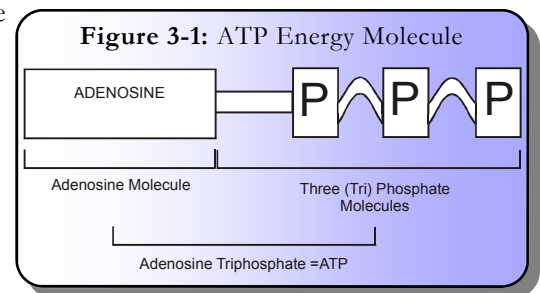 e
Figure 3-1: ATP Energy Molecule
ADENOSINE
P P P
Adenosine Molecule
Three (Tri) Phosphate
Molecules
Adenosine Triphosphate =ATP